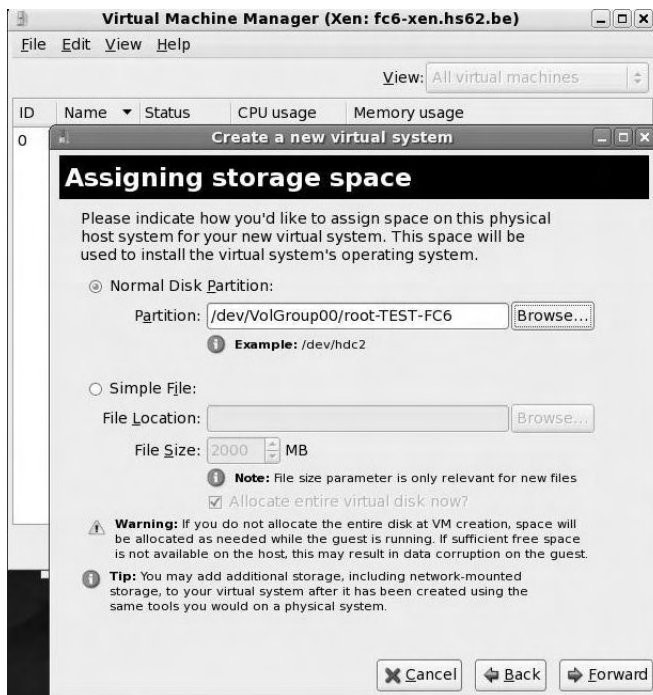 Virtual Machine Manager (Xen: fc6-xen.hs62.be)
File Edit View Help
View: All virtual machines
ID Name Status CPU usage Memory usage
0
Create a new virtual system
Assigning storage space
Please indicate how you'd like to assign space on this physical
host system for your new virtual system. This space will be
used to install the virtual system's operating system.
Normal Disk Partition:
Partition: /dev/VolGroup00/root-TEST-FC6 Browse...
Example: /dev/hdc2
Simple File:
File Location: Browse...
File Size: 2000 MB
Note: File size parameter is only relevant for new files
Allocate entire virtual disk now?
Warning: If you do not allocate the entire disk at VM creation, space will
be allocated as needed while the guest is running. If sufficient free space
is not available on the host, this may result in data corruption on the guest.
Tip: You may add additional storage, including network-mounted
storage, to your virtual system after it has been created using the
same tools you would on a physical system.
Cancel Back Forward